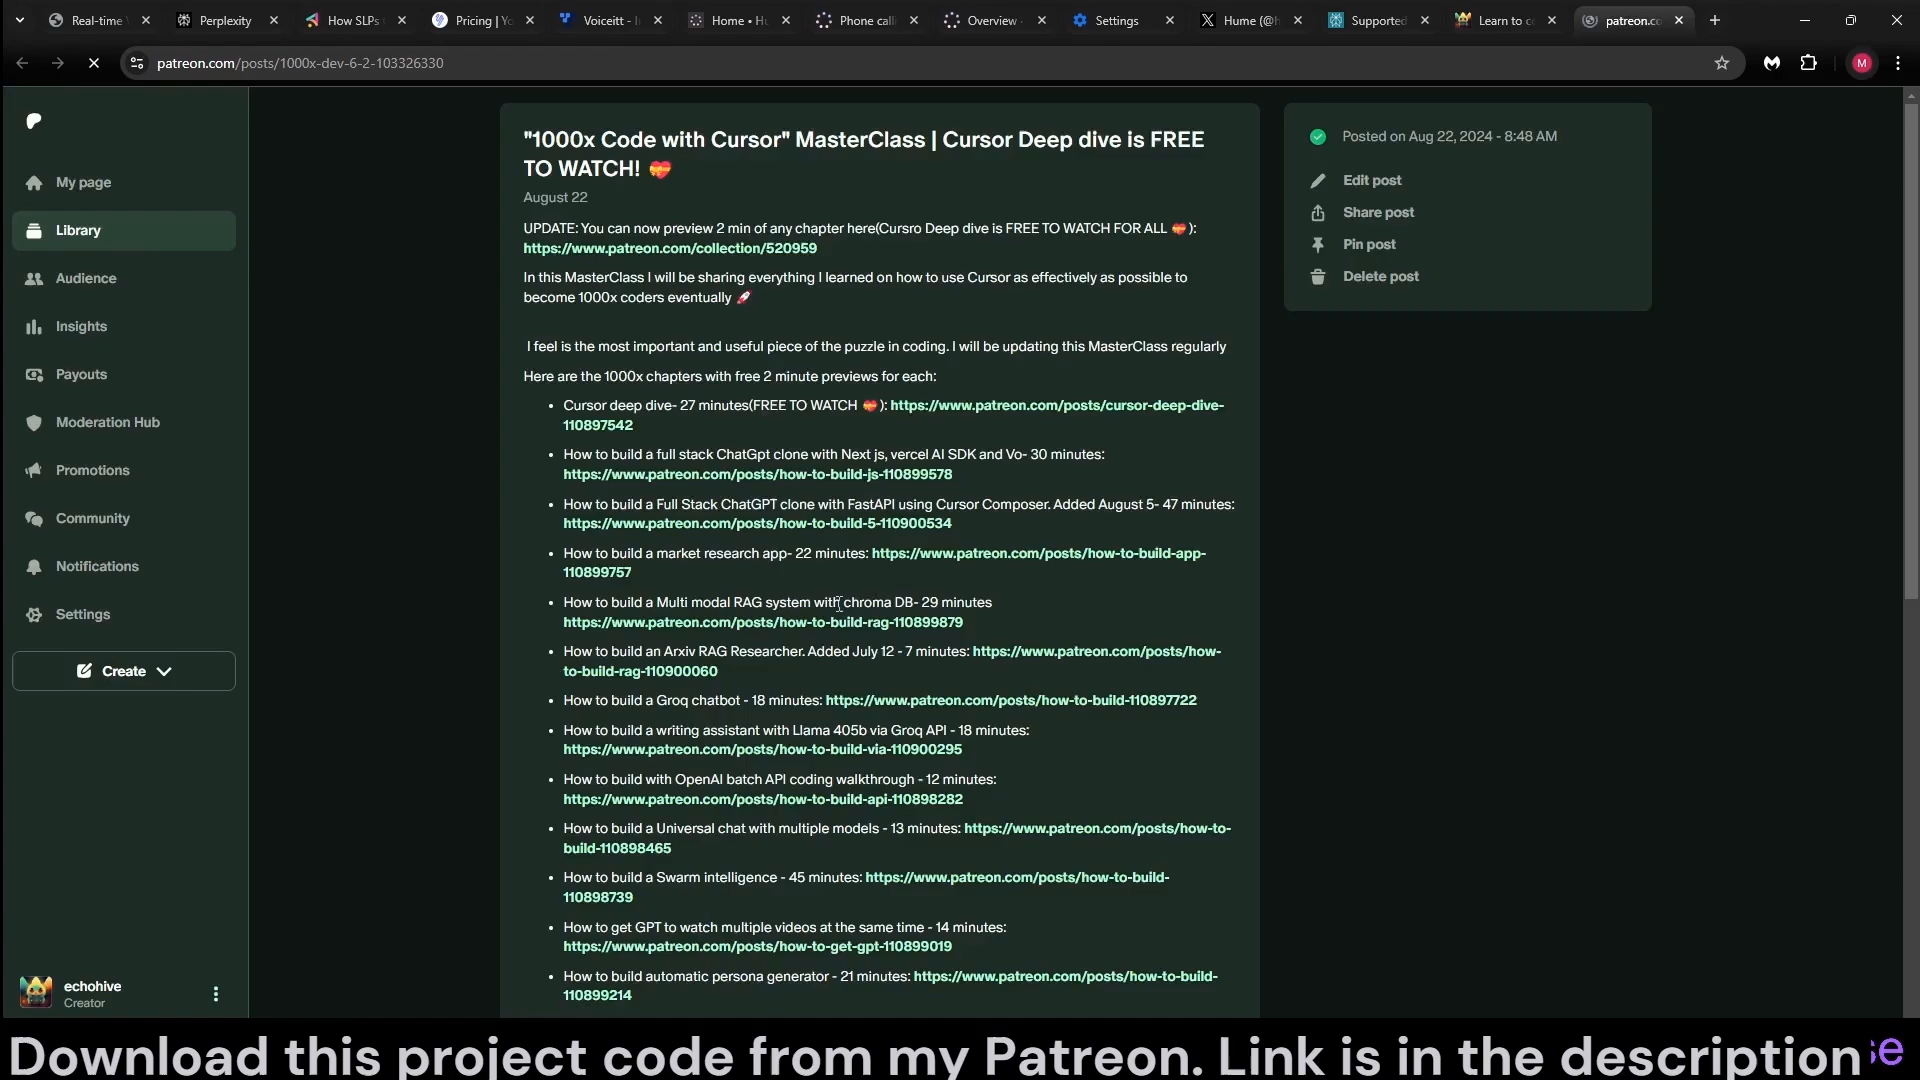 Real-time
Perplexity
How SLPs
Pricing | Yo
Voiceitt - I
Home • Hu
Phone call
Overview
Settings
Hume (@h
Supported
Learn to c
patreon.co
patreon.com/posts/1000x-dev-6-2-103326330
M
My page
Library
Audience
Insights
Payouts
Moderation Hub
Promotions
Community
Notifications
Settings
Create
echohive
Creator
"1000x Code with Cursor" MasterClass | Cursor Deep dive is FREE
TO WATCH! 💝
August 22
UPDATE: You can now preview 2 min of any chapter here(Cursro Deep dive is FREE TO WATCH FOR ALL 💝):
https://www.patreon.com/collection/520959
In this MasterClass I will be sharing everything I learned on how to use Cursor as effectively as possible to
become 1000x coders eventually 🚀
I feel is the most important and useful piece of the puzzle in coding. I will be updating this MasterClass regularly
Here are the 1000x chapters with free 2 minute previews for each:
• Cursor deep dive- 27 minutes(FREE TO WATCH 💝): https://www.patreon.com/posts/cursor-deep-dive-
110897542
• How to build a full stack ChatGpt clone with Next js, vercel AI SDK and Vo- 30 minutes:
https://www.patreon.com/posts/how-to-build-js-110899578
• How to build a Full Stack ChatGPT clone with FastAPI using Cursor Composer. Added August 5- 47 minutes:
https://www.patreon.com/posts/how-to-build-5-110900534
• How to build a market research app- 22 minutes: https://www.patreon.com/posts/how-to-build-app-
110899757
• How to build a Multi modal RAG system with chroma DB- 29 minutes
https://www.patreon.com/posts/how-to-build-rag-110899879
• How to build an Arxiv RAG Researcher. Added July 12 - 7 minutes: https://www.patreon.com/posts/how-
to-build-rag-110900060
• How to build a Groq chatbot - 18 minutes: https://www.patreon.com/posts/how-to-build-110897722
• How to build a writing assistant with Llama 405b via Groq API - 18 minutes:
https://www.patreon.com/posts/how-to-build-via-110900295
• How to build with OpenAI batch API coding walkthrough - 12 minutes:
https://www.patreon.com/posts/how-to-build-api-110898282
• How to build a Universal chat with multiple models - 13 minutes: https://www.patreon.com/posts/how-to-
build-110898465
• How to build a Swarm intelligence - 45 minutes: https://www.patreon.com/posts/how-to-build-
110898739
• How to get GPT to watch multiple videos at the same time - 14 minutes:
https://www.patreon.com/posts/how-to-get-gpt-110899019
• How to build automatic persona generator - 21 minutes: https://www.patreon.com/posts/how-to-build-
110899214
Posted on Aug 22, 2024 - 8:48 AM
Edit post
Share post
Pin post
Delete post
Download this project code from my Patreon. Link is in the description